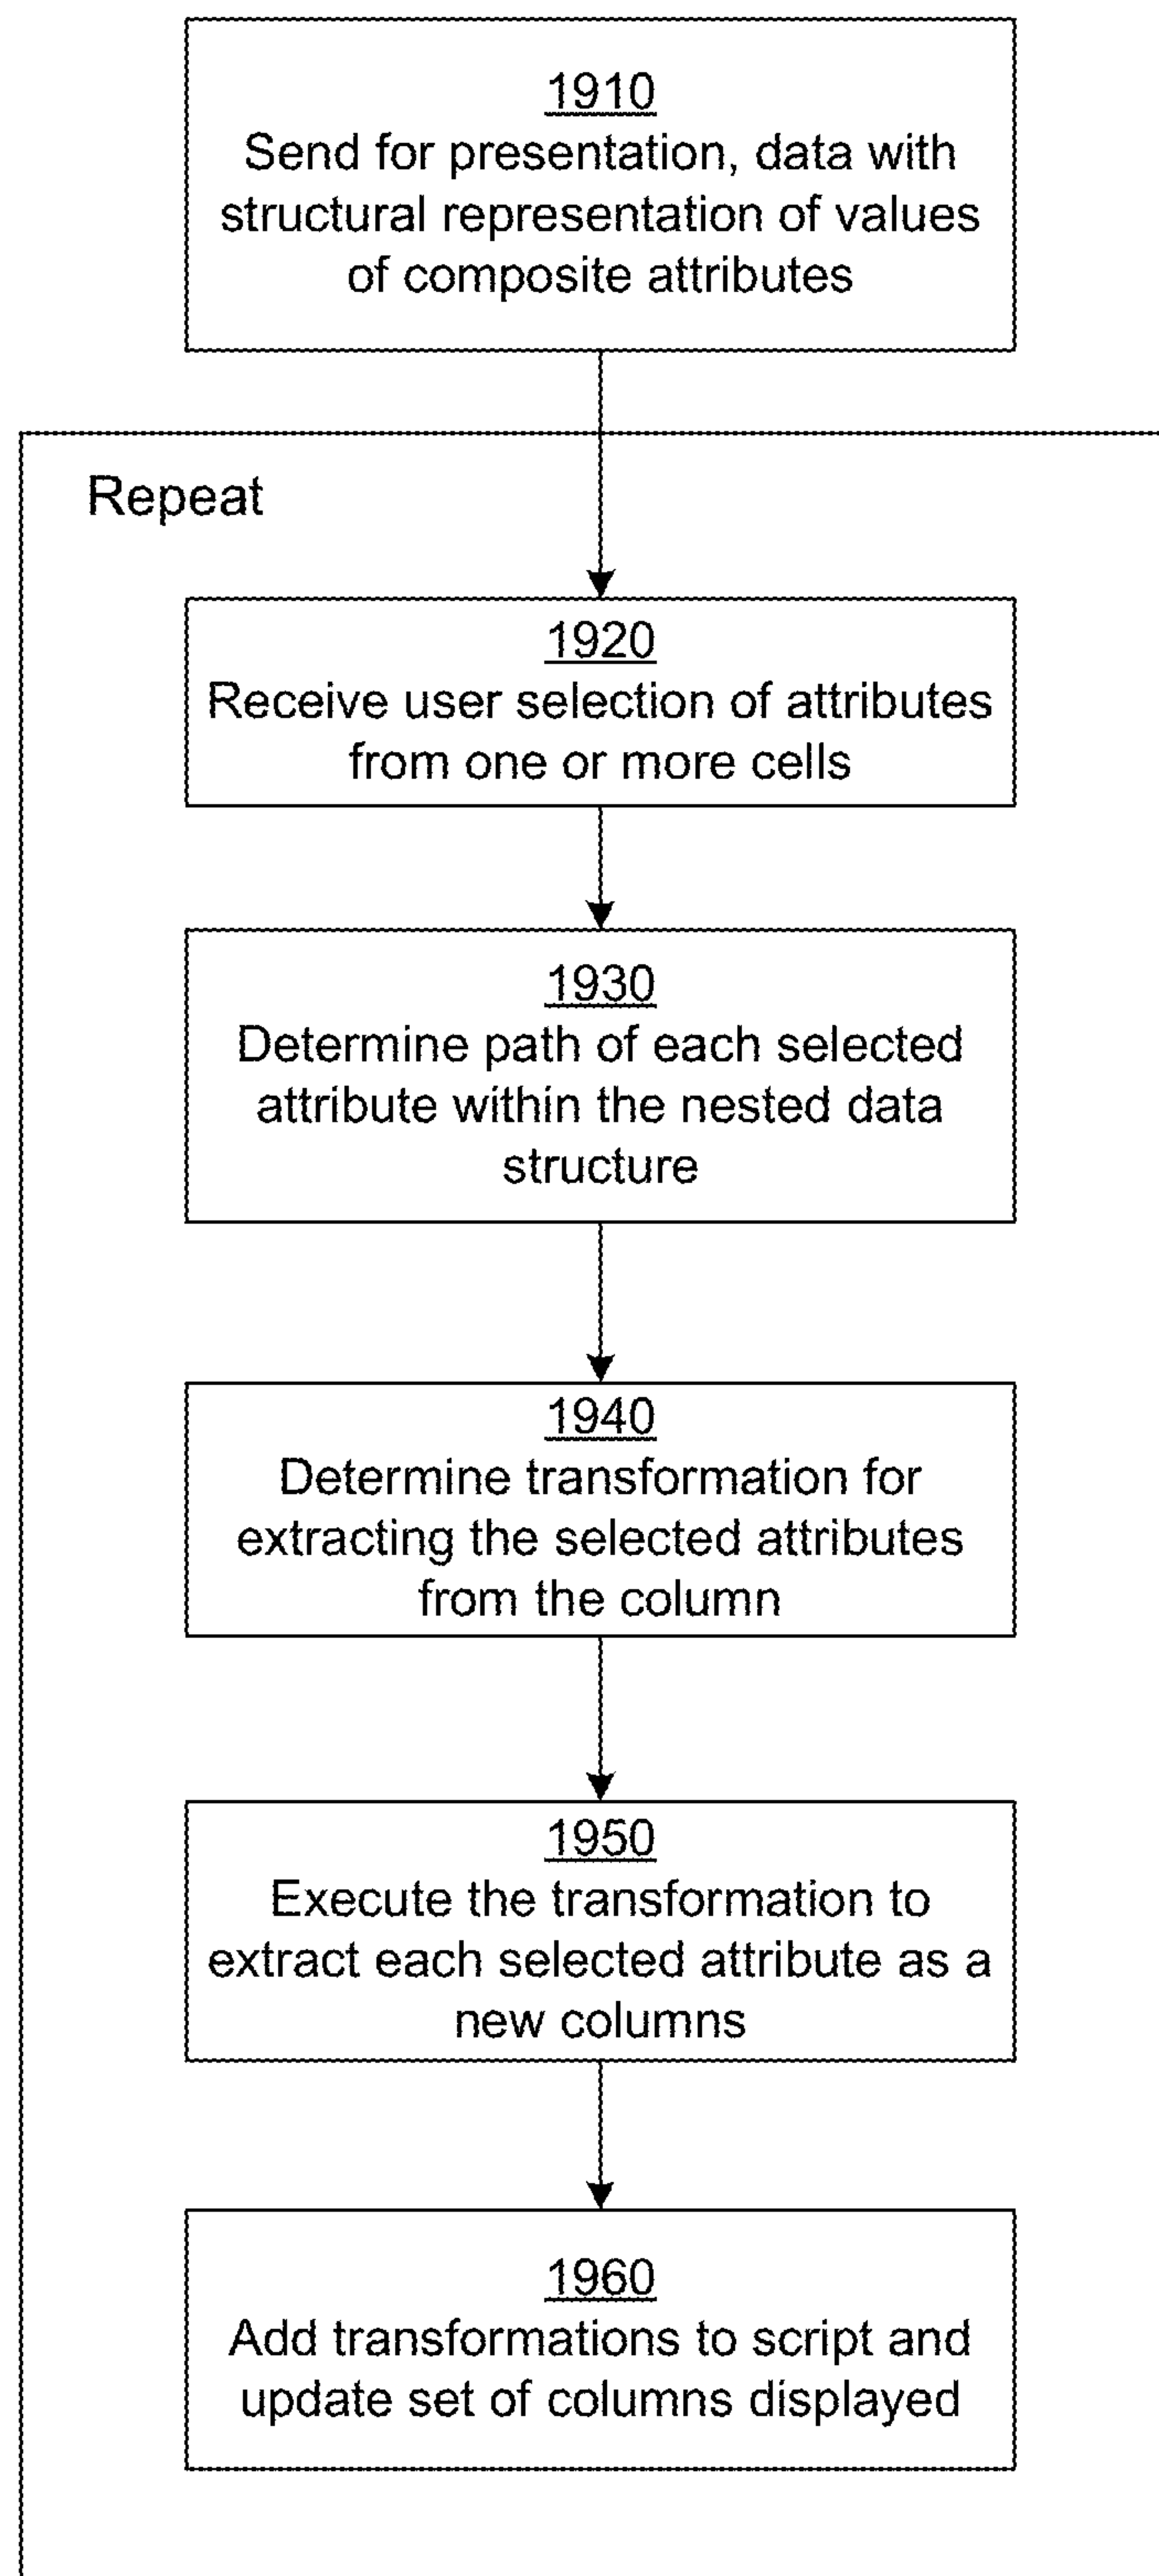 1910
Send for presentation, data with
structural representation of values
of composite attributes
Repeat
1920
Receive user selection of attributes
from one or more cells
1930
Determine path of each selected
attribute within the nested data
structure
1940
Determine transformation for
extracting the selected attributes
from the column
1950
Execute the transformation to
extract each selected attribute as a
new columns
1960
Add transformations to script and
update set of columns displayed